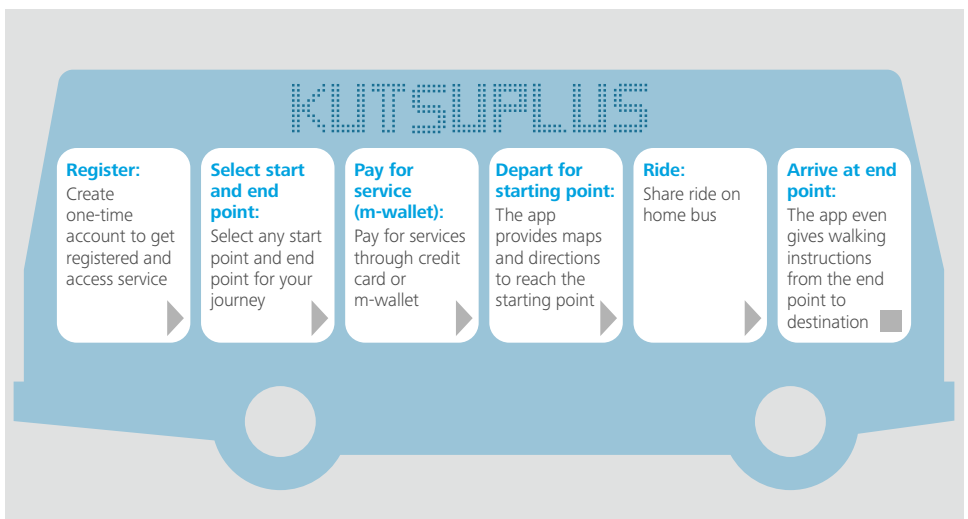 KUTSUPLUS
Register:
Create
one-time
account to get
registered and
access service
Select start
and end
point:
Select any start
point and end
point for your
journey
Pay for
service
(m-wallet):
Pay for services
through credit
card or
m-wallet
Depart for
starting point:
The app
provides maps
and directions
to reach the
starting point
Ride:
Share ride on
home bus
Arrive at end
point:
The app even
gives walking
instructions
from the end
point to
destination